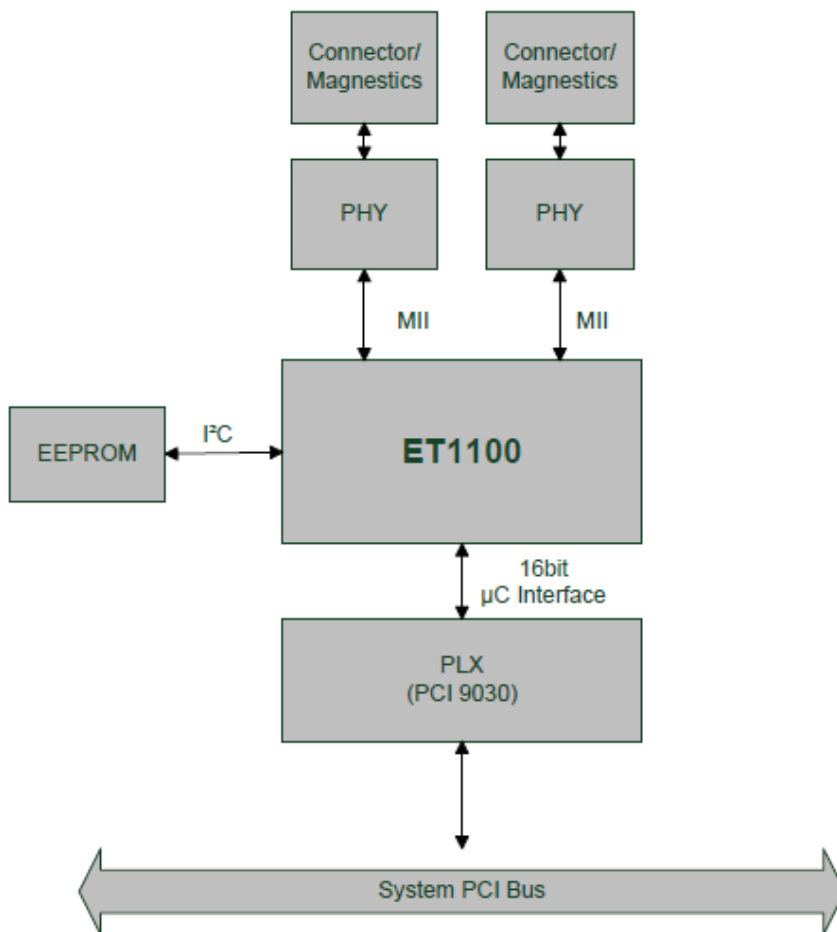 Connector/
Magnestics
Connector/
Magnestics
PHY
PHY
MII
MII
EEPROM
I²C
ET1100
16bit
µC Interface
PLX
(PCI 9030)
System PCI Bus